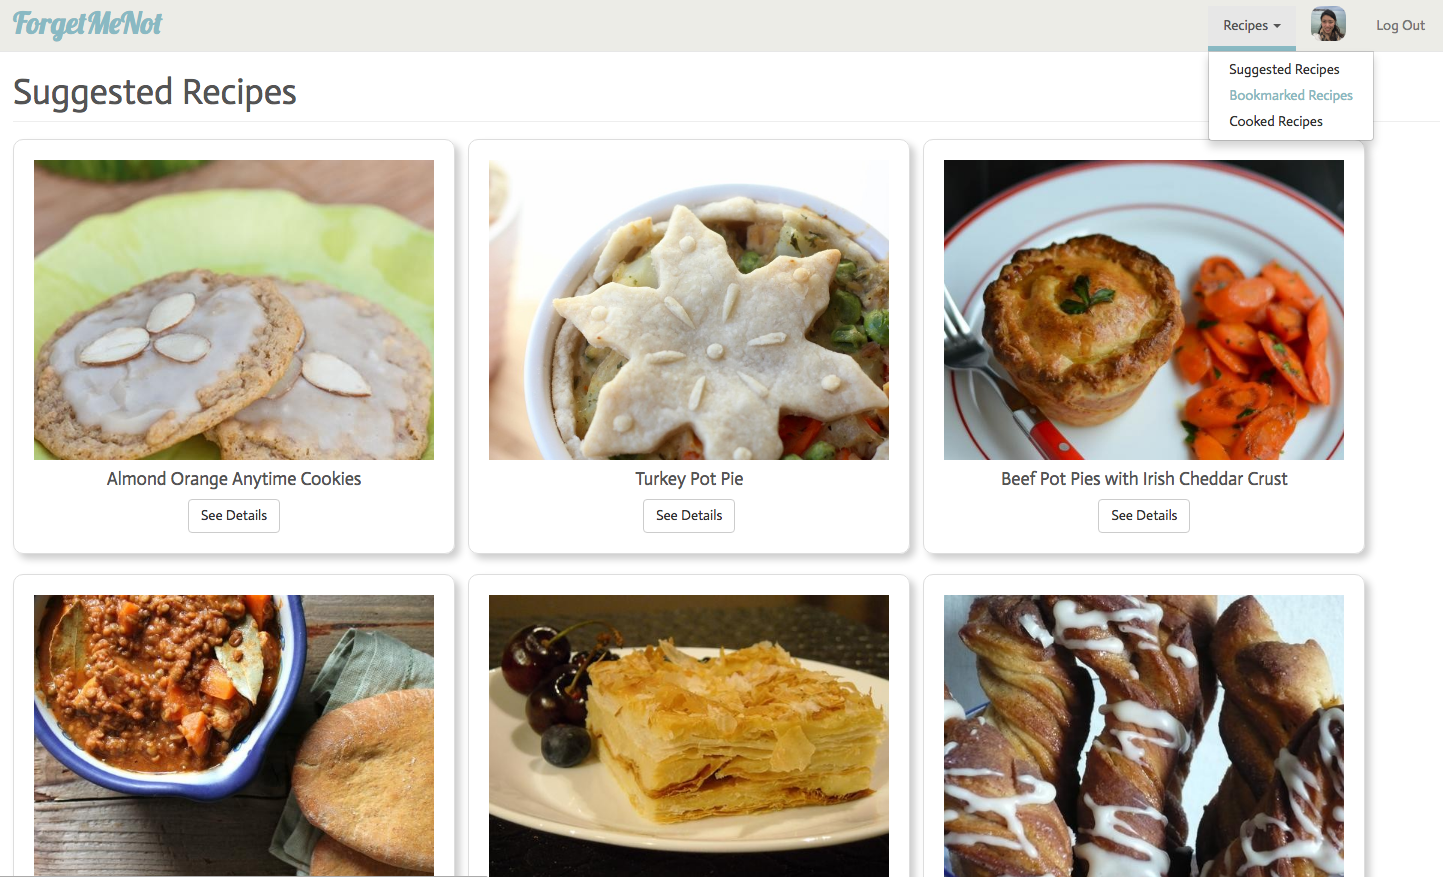 ForgetMeNot
Recipes
Log Out
Suggested Recipes
Bookmarked Recipes
Cooked Recipes
Suggested Recipes
Almond Orange Anytime Cookies
See Details
Turkey Pot Pie
See Details
Beef Pot Pies with Irish Cheddar Crust
See Details